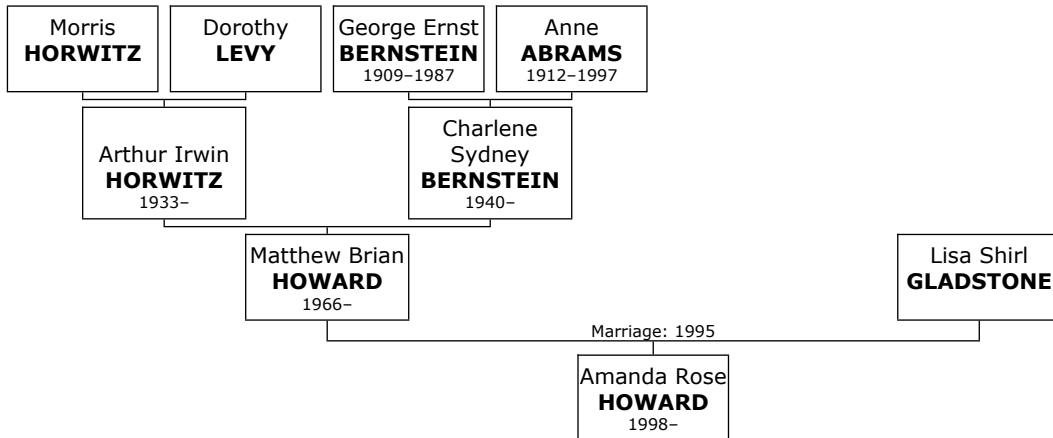 Morris
HORWITZ
Dorothy
LEVY
George Ernst
BERNSTEIN
1909–1987
Anne
ABRAMS
1912–1997
Arthur Irwin
HORWITZ
1933–
Charlene
Sydney
BERNSTEIN
1940–
Matthew Brian
HOWARD
1966–
Lisa Shirl
GLADSTONE
Marriage: 1995
Amanda Rose
HOWARD
1998–